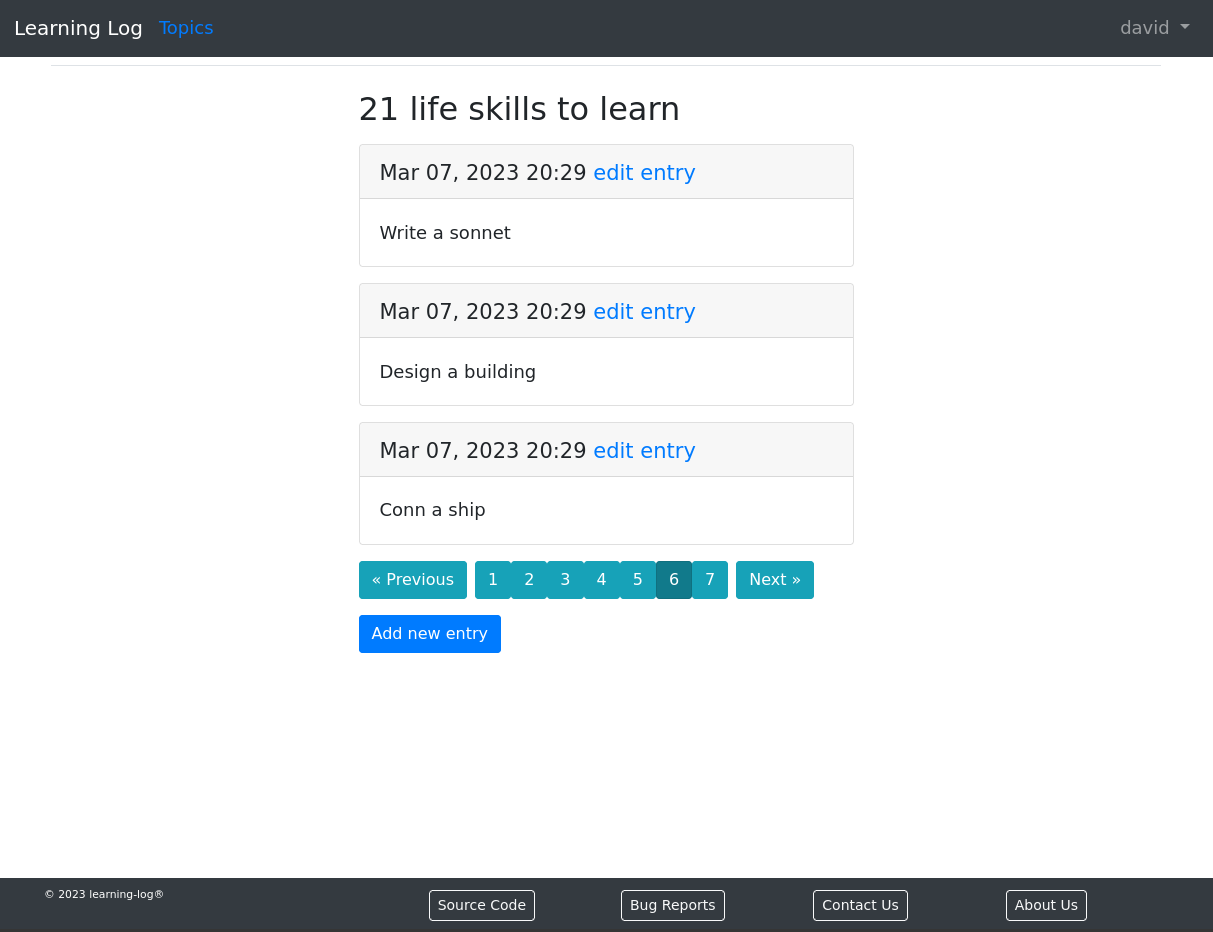 Learning Log Topics david
21 life skills to learn
Mar 07, 2023 20:29 edit entry
Write a sonnet
Mar 07, 2023 20:29 edit entry
Design a building
Mar 07, 2023 20:29 edit entry
Conn a ship
« Previous 1 2 3 4 5 6 7 Next »
Add new entry
© 2023 learning-log® Source Code Bug Reports Contact Us About Us